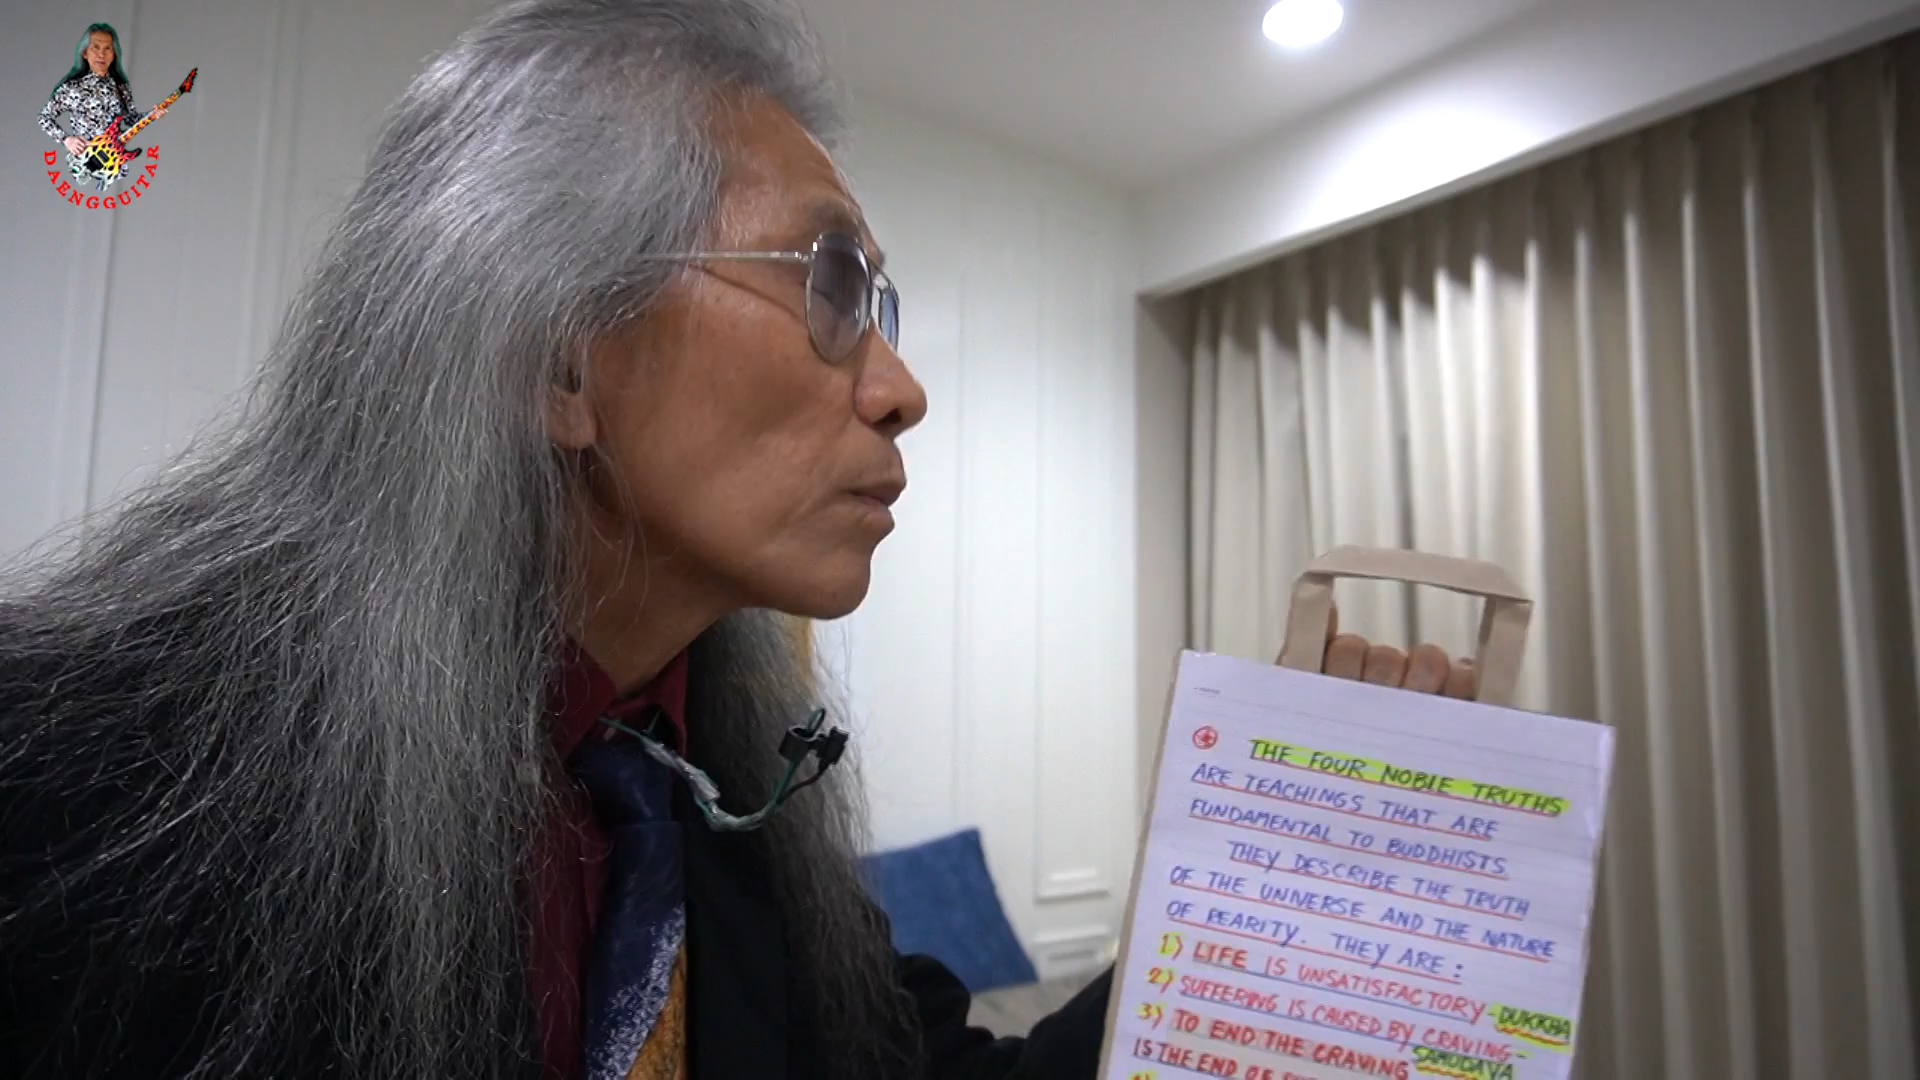 DAENGGUITAR
THE FOUR NOBLE TRUTHS
ARE TEACHINGS THAT ARE
FUNDAMENTAL TO BUDDHISTS
THEY DESCRIBE THE TRUTH
OF THE UNIVERSE AND THE NATURE
OF REARITY. THEY ARE :
1) LIFE IS UNSATISFACTORY - DUKKHA
2) SUFFERING IS CAUSED BY CRAVING -
SAMUDAYA
3) TO END THE CRAVING
IS THE END OF